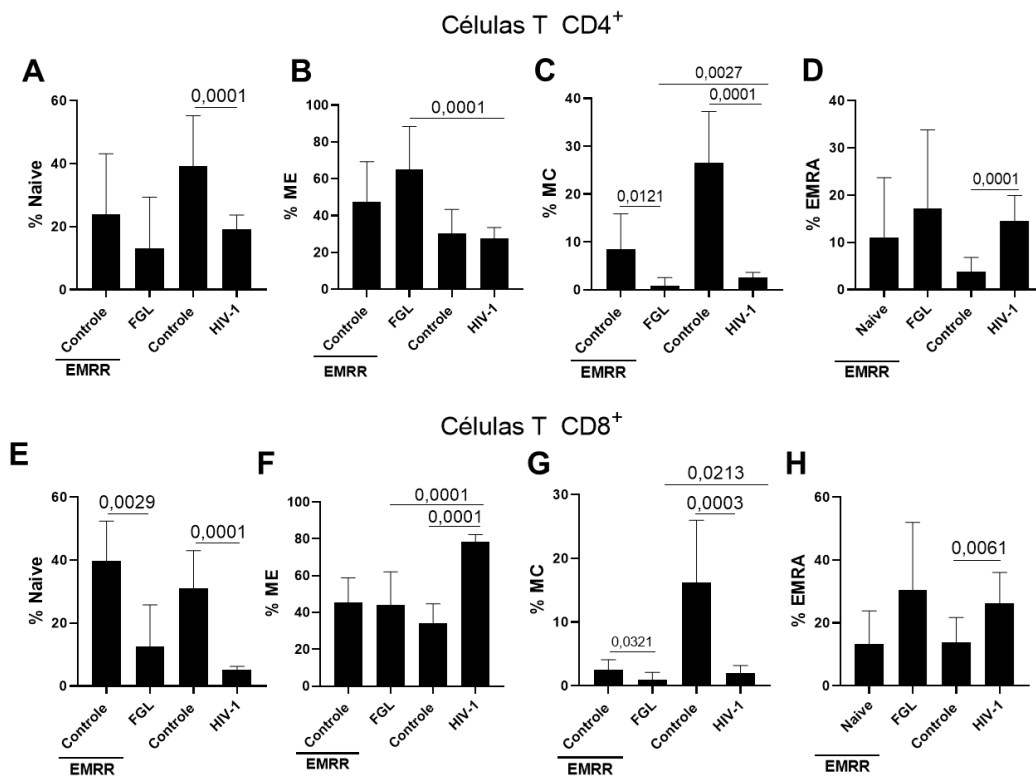 Células T CD4⁺
A
B
C
D
0,0001
0,0001
0,0027
0,0001
0,0121
0,0001
% Naive
60
40
20
0
Controle
FGL
Controle
HIV-1
EMRR
% ME
100
80
60
40
20
0
Controle
FGL
Controle
HIV-1
EMRR
% MC
40
30
20
10
0
Controle
FGL
Controle
HIV-1
EMRR
% EMRA
40
30
20
10
0
Naive
FGL
Controle
HIV-1
EMRR
Células T CD8⁺
E
F
G
H
0,0029
0,0001
0,0001
0,0001
0,0213
0,0003
0,0321
0,0061
% Naive
60
40
20
0
Controle
FGL
Controle
HIV-1
EMRR
% ME
100
80
60
40
20
0
Controle
FGL
Controle
HIV-1
EMRR
% MC
30
20
10
0
Controle
FGL
Controle
HIV-1
EMRR
% EMRA
60
40
20
0
Naive
FGL
Controle
HIV-1
EMRR